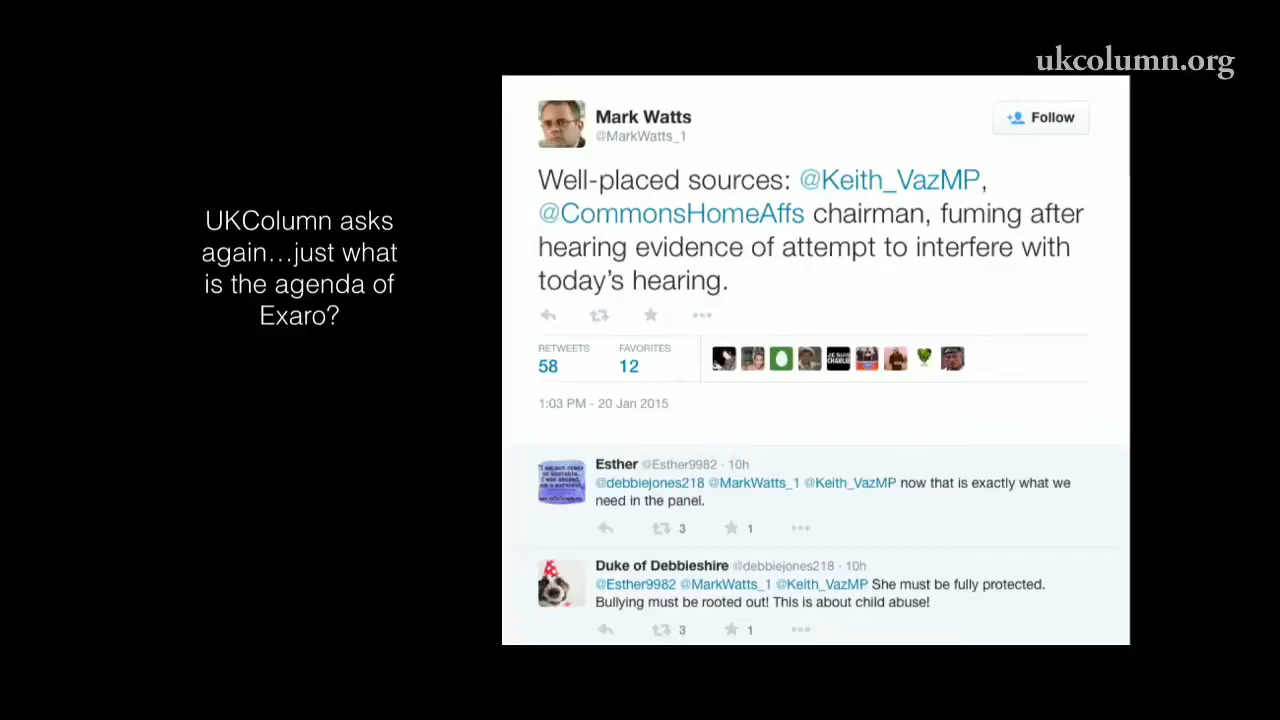 ukcolumn.org
UKColumn asks
again...just what
is the agenda of
Exaro?
Mark Watts
@MarkWatts_1
Follow
Well-placed sources: @Keith_VazMP,
@CommonsHomeAffs chairman, fuming after
hearing evidence of attempt to interfere with
today's hearing.
RETWEETS
58
FAVORITES
12
JE SUIS
CHARLIE
1:03 PM - 20 Jan 2015
Esther @Esther9982 · 10h
@debbiejones218 @MarkWatts_1 @Keith_VazMP now that is exactly what we
need in the panel.
3
1
Duke of Debbieshire @debbiejones218 · 10h
@Esther9982 @MarkWatts_1 @Keith_VazMP She must be fully protected.
Bullying must be rooted out! This is about child abuse!
3
1